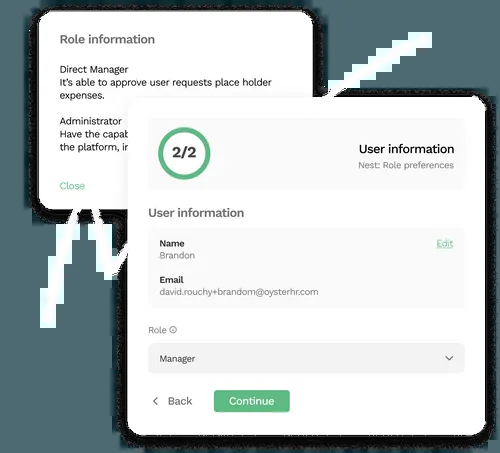 Role information
Direct Manager
It's able to approve user requests place holder
expenses.
Administrator
Have the capab
the platform, in
Close
2/2
User information
Nest: Role preferences
User information
Name
Edit
Brandon
Email
david.rouchy+brandom@oysterhr.com
Role
Manager
Back
Continue